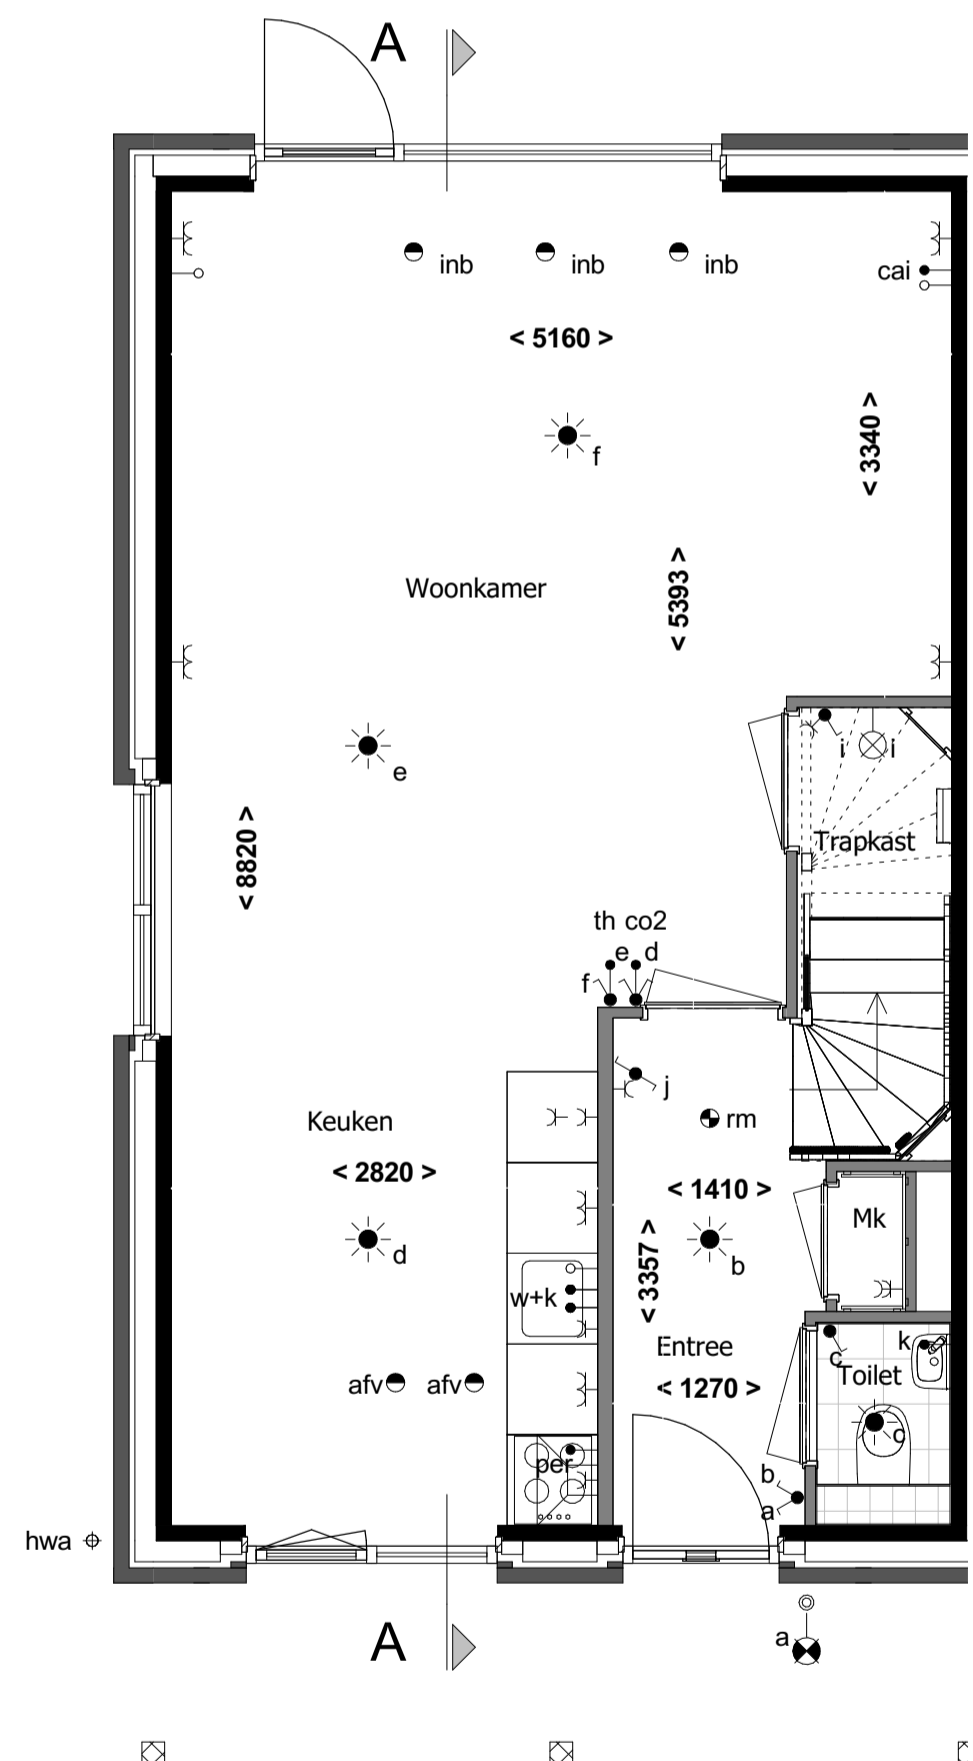 A
inb inb inb
cai
< 5160 >
< 3340 >
f
< 5393 >
Woonkamer
i i
e
Trapkast
< 8820 >
th co2
e d
f
j
Keuken
rm
< 2820 >
< 1410 >
Mk
d
b
< 3357 >
w+k
Entree
k
c
Toilet
afv afv
< 1270 >
c
per
b
a
hwa
A
a